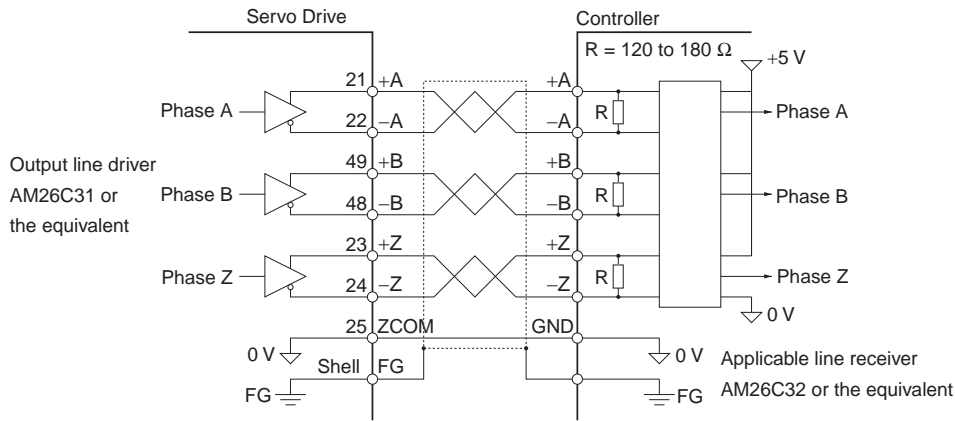 Servo Drive
Controller
R = 120 to 180 Ω
+5 V
21 +A
+A
Phase A
R
Phase A
22 −A
−A
Output line driver
AM26C31 or
the equivalent
49 +B
+B
Phase B
R
Phase B
48 −B
−B
23 +Z
+Z
Phase Z
R
Phase Z
24 −Z
−Z
0 V
25 ZCOM
GND
0 V
0 V
Shell FG
FG
FG
Applicable line receiver
AM26C32 or the equivalent